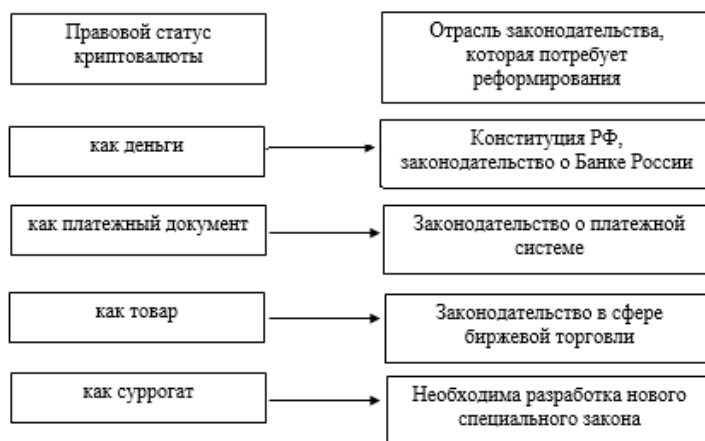 Правовой статус
криптовалюты
Отрасль законодательства,
которая потребует
реформирования
как деньги
Конституция РФ,
законодательство о Банке России
как платежный документ
Законодательство о платежной
системе
как товар
Законодательство в сфере
биржевой торговли
как суррогат
Необходима разработка нового
специального закона